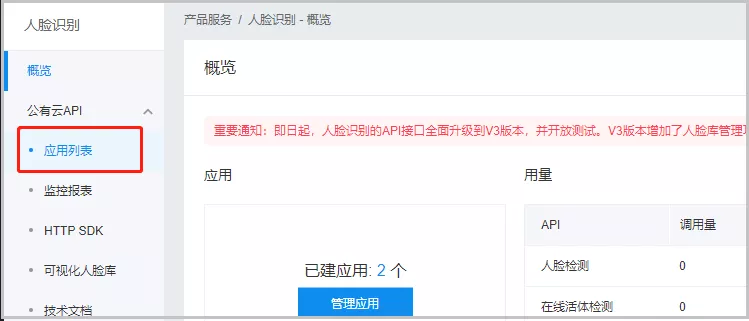 人脸识别
产品服务 / 人脸识别 - 概览
概览
公有云API
应用列表
监控报表
HTTP SDK
可视化人脸库
技术文档
概览
重要通知：即日起，人脸识别的API接口全面升级到V3版本，并开放测试。V3版本增加了人脸库管理
应用
已建应用: 2 个
管理应用
用量
API 调用量
人脸检测 0
在线活体检测 0